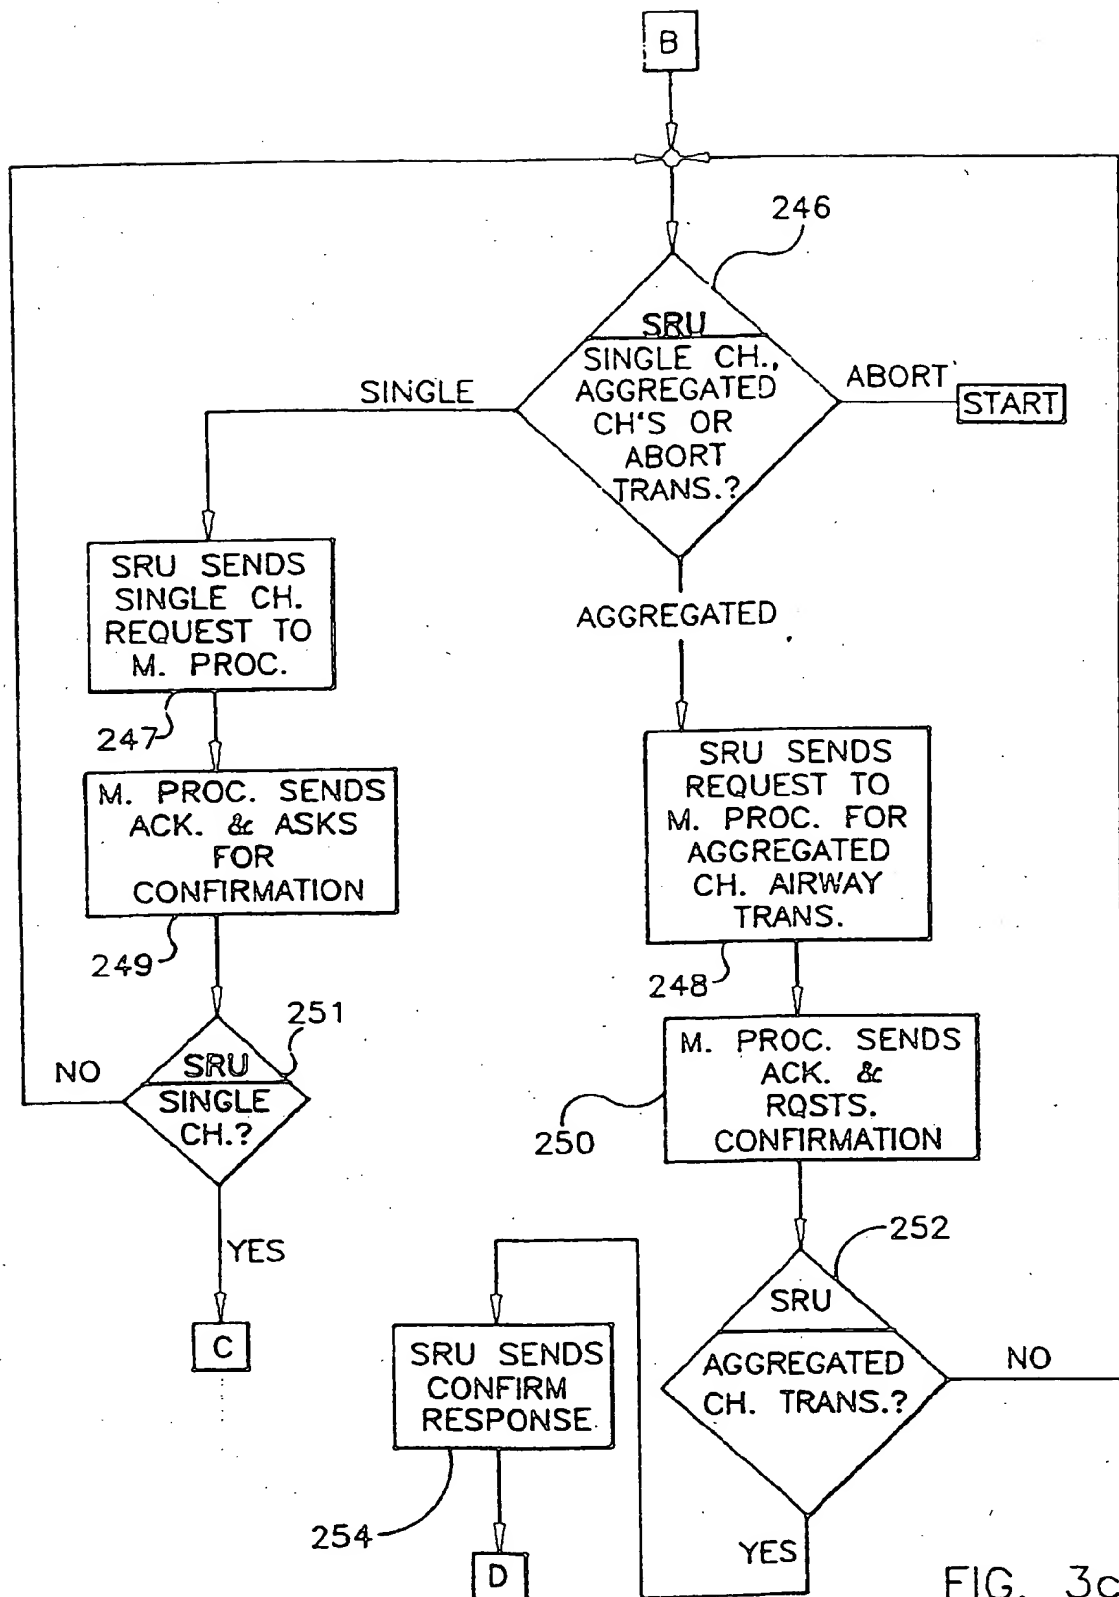 B
246
SRU
SINGLE CH.,
AGGREGATED
CH'S OR
ABORT
TRANS.?
SINGLE
ABORT
START
AGGREGATED
SRU SENDS
SINGLE CH.
REQUEST TO
M. PROC.
247
M. PROC. SENDS
ACK. & ASKS
FOR
CONFIRMATION
249
251
SRU
SINGLE
CH.?
NO
YES
C
SRU SENDS
REQUEST TO
M. PROC. FOR
AGGREGATED
CH. AIRWAY
TRANS.
248
M. PROC. SENDS
ACK. &
RQSTS.
CONFIRMATION
250
252
SRU
AGGREGATED
CH. TRANS.?
NO
YES
SRU SENDS
CONFIRM
RESPONSE
254
D
FIG. 3c